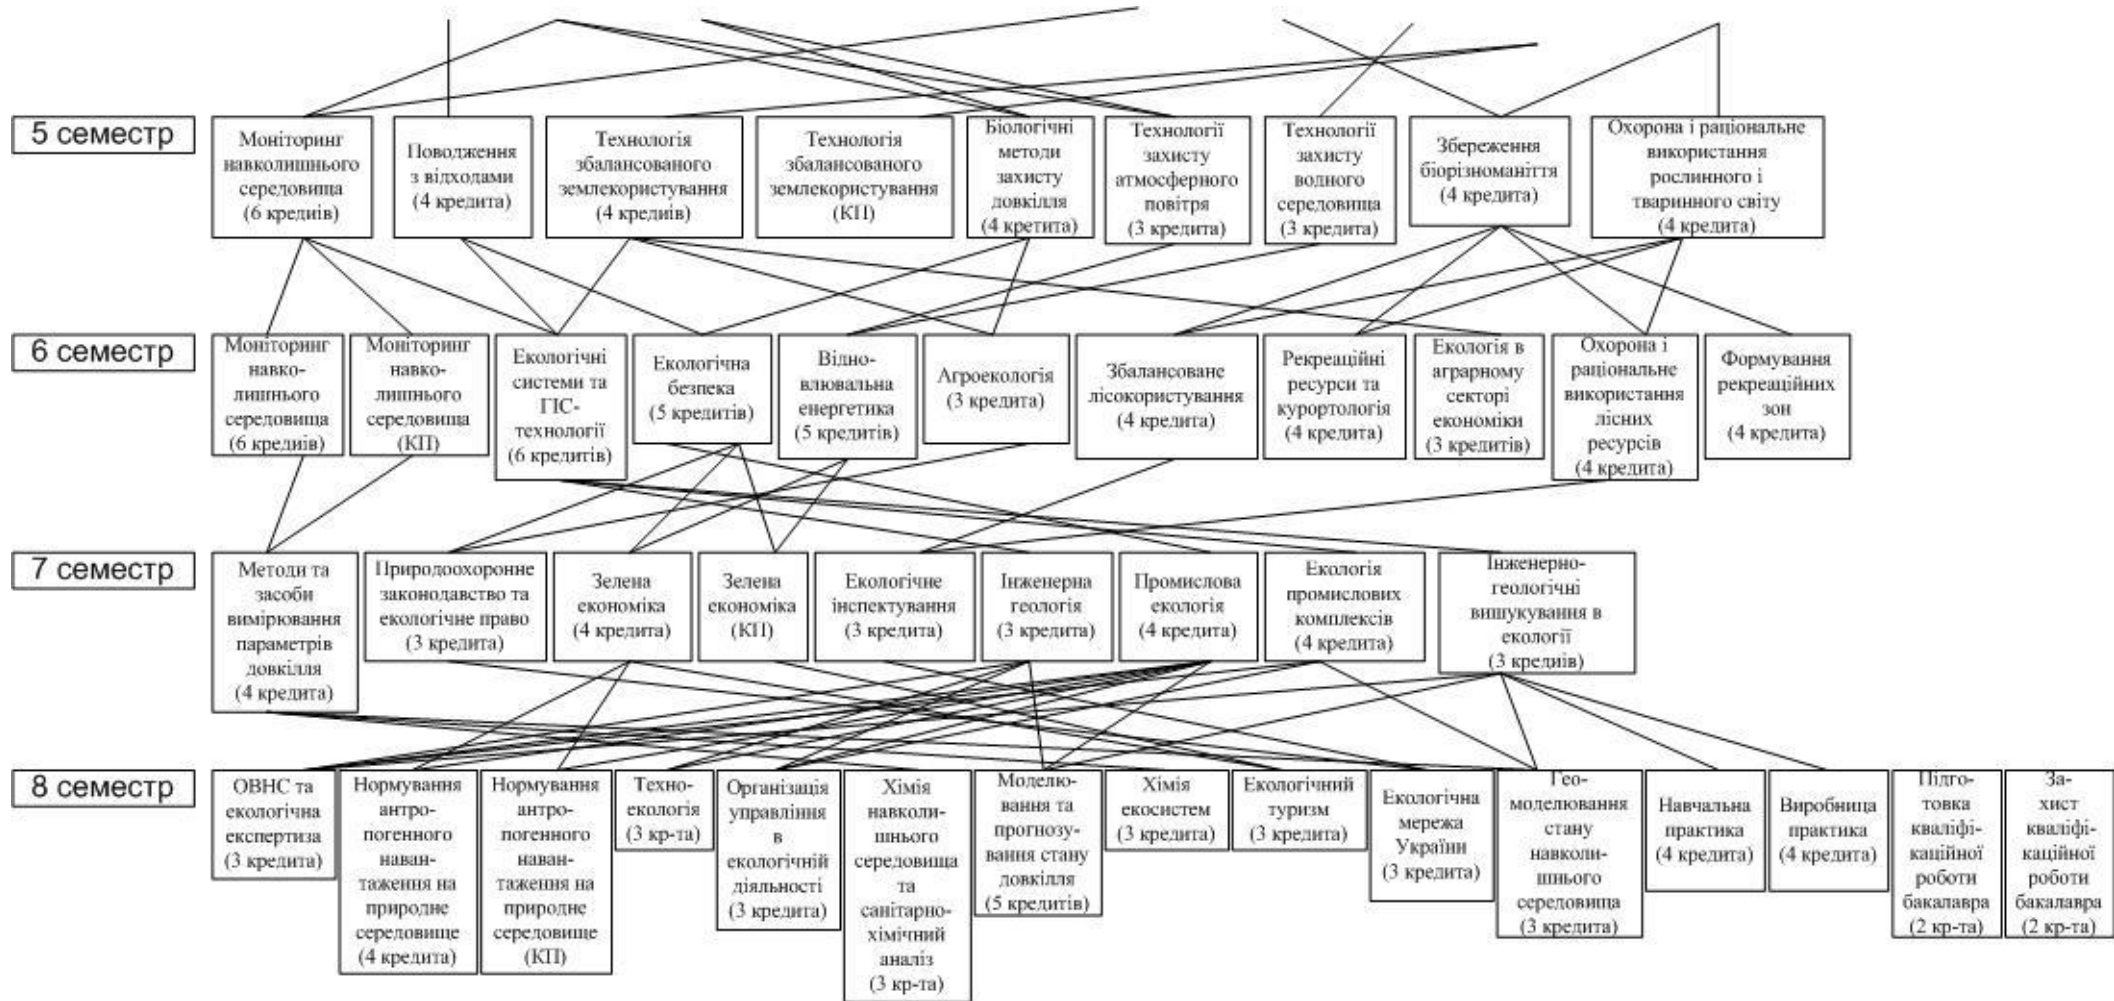 5 семестр
Моніторинг
навколишнього
середовища
(6 кредиів)
Поводження
з відходами
(4 кредита)
Технологія
збалансованого
землекористування
(4 кредиів)
Технологія
збалансованого
землекористування
(КП)
Біологічні
методи
захисту
довкілля
(4 кретита)
Технології
захисту
атмосферного
повітря
(3 кредита)
Технології
захисту
водного
середовища
(3 кредита)
Збереження
біорізноманіття
(4 кредита)
Охорона і раціональне
використання
рослинного і
тваринного світу
(4 кредита)
6 семестр
Моніторинг
навко-
лишнього
середовища
(6 кредиів)
Моніторинг
навко-
лишнього
середовища
(КП)
Екологічні
системи та
ГІС-
технології
(6 кредитів)
Екологічна
безпека
(5 кредитів)
Відно-
влювальна
енергетика
(5 кредитів)
Агроекологія
(3 кредита)
Збалансоване
лісокористування
(4 кредита)
Рекреаційні
ресурси та
курортологія
(4 кредита)
Екологія в
аграрному
секторі
економіки
(3 кредитів)
Охорона і
раціональне
використання
лісних
ресурсів
(4 кредита)
Формування
рекреаційних
зон
(4 кредита)
7 семестр
Методи та
засоби
вимірювання
параметрів
довкілля
(4 кредита)
Природоохоронне
законодавство та
екологічне право
(3 кредита)
Зелена
економіка
(4 кредита)
Зелена
економіка
(КП)
Екологічне
інспектування
(3 кредита)
Інженерна
геологія
(3 кредита)
Промислова
екологія
(4 кредита)
Екологія
промислових
комплексів
(4 кредита)
Інженерно-
геологічні
вишукування в
екології
(3 кредиів)
8 семестр
ОВНС та
екологічна
експертиза
(3 кредита)
Нормування
антро-
погенного
наван-
таження на
природне
середовище
(4 кредита)
Нормування
антро-
погенного
наван-
таження на
природне
середовище
(КП)
Техно-
екологія
(3 кр-та)
Організація
управління
в
екологічній
діяльності
(3 кредита)
Хімія
навколи-
шнього
середовища
та
санітарно-
хімічний
аналіз
(3 кр-та)
Моделю-
вання та
прогнозу-
вання стану
довкілля
(5 кредитів)
Хімія
екосистем
(3 кредита)
Екологічний
туризм
(3 кредита)
Екологічна
мережа
України
(3 кредита)
Гео-
моделювання
стану
навколи-
шнього
середовища
(3 кредита)
Навчальна
практика
(4 кредита)
Виробница
практика
(4 кредита)
Підго-
товка
кваліфі-
каційної
роботи
бакалавра
(2 кр-та)
За-
хист
кваліфі-
каційної
роботи
бакалавра
(2 кр-та)